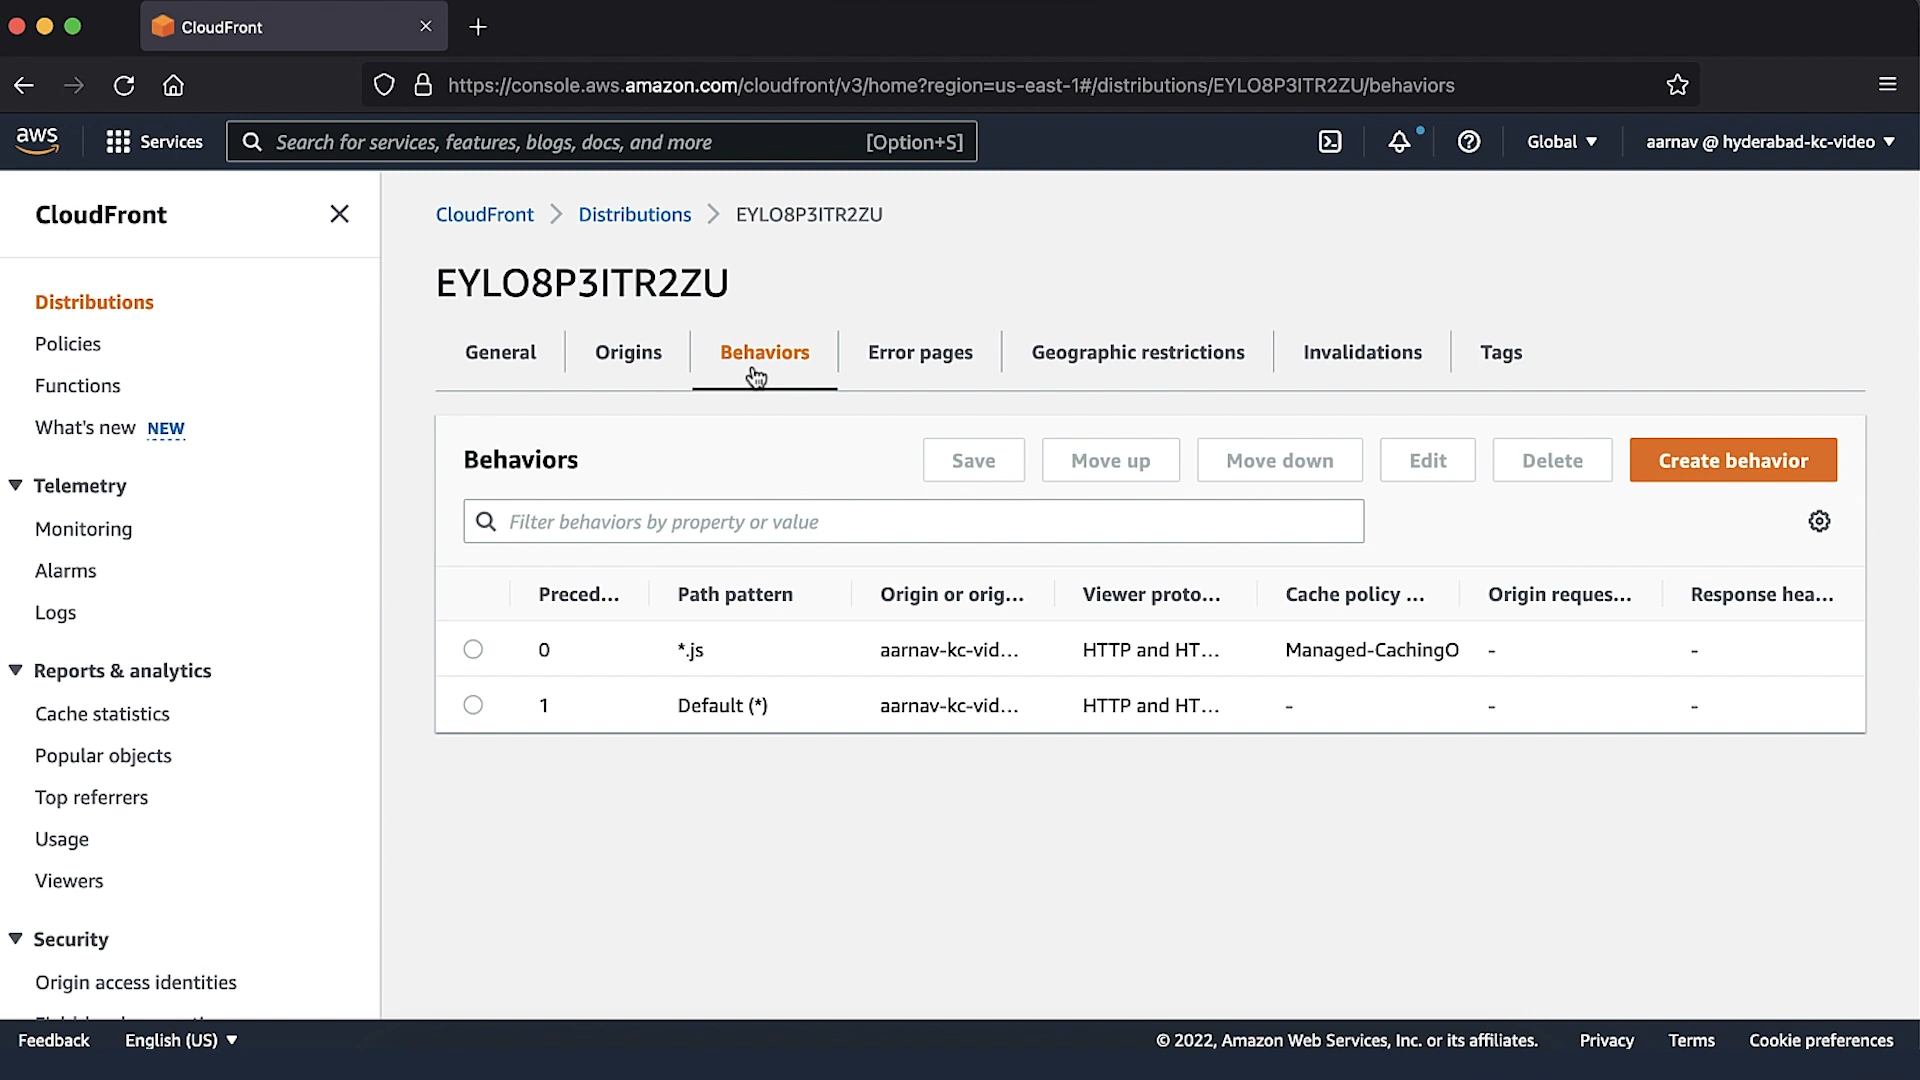 CloudFront
https://console.aws.amazon.com/cloudfront/v3/home?region=us-east-1#/distributions/EYLO8P3ITR2ZU/behaviors
aws
Services
Search for services, features, blogs, docs, and more
[Option+S]
Global
aarnav @ hyderabad-kc-video
CloudFront
Distributions
Policies
Functions
What's new NEW
Telemetry
Monitoring
Alarms
Logs
Reports & analytics
Cache statistics
Popular objects
Top referrers
Usage
Viewers
Security
Origin access identities
CloudFront
Distributions
EYLO8P3ITR2ZU
EYLO8P3ITR2ZU
General
Origins
Behaviors
Error pages
Geographic restrictions
Invalidations
Tags
Behaviors
Save
Move up
Move down
Edit
Delete
Create behavior
Filter behaviors by property or value
Preced... Path pattern Origin or orig... Viewer proto... Cache policy ... Origin reques... Response hea...
0 *.js aarnav-kc-vid... HTTP and HT... Managed-CachingO - -
1 Default (*) aarnav-kc-vid... HTTP and HT... - - -
Feedback
English (US)
© 2022, Amazon Web Services, Inc. or its affiliates.
Privacy
Terms
Cookie preferences